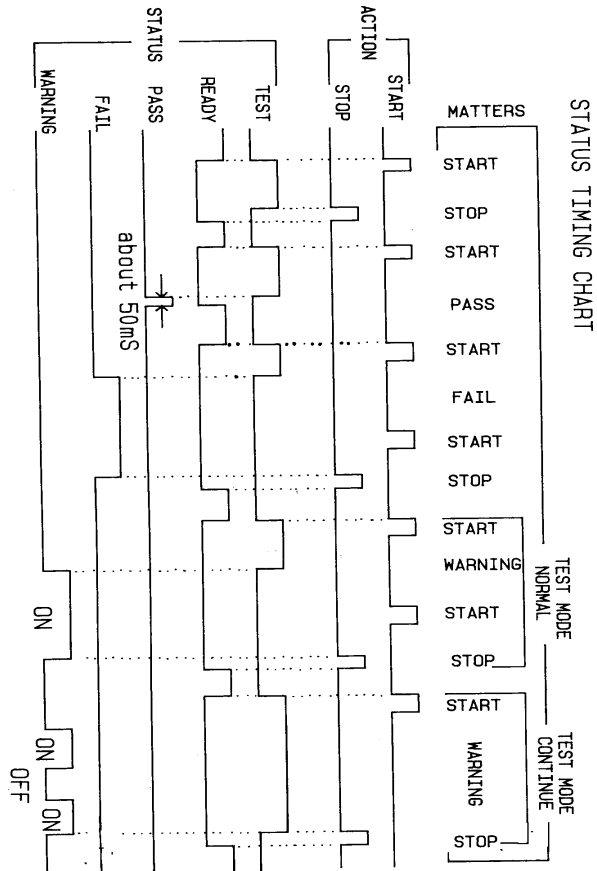 STATUS TIMING CHART
TEST MODE
NORMAL
TEST MODE
CONTINUE
MATTERS
START
STOP
START
PASS
START
FAIL
START
STOP
START
WARNING
START
STOP
START
WARNING
STOP
ACTION
START
STOP
STATUS
TEST
READY
PASS
about 50mS
FAIL
WARNING
ON
ON
OFF
ON